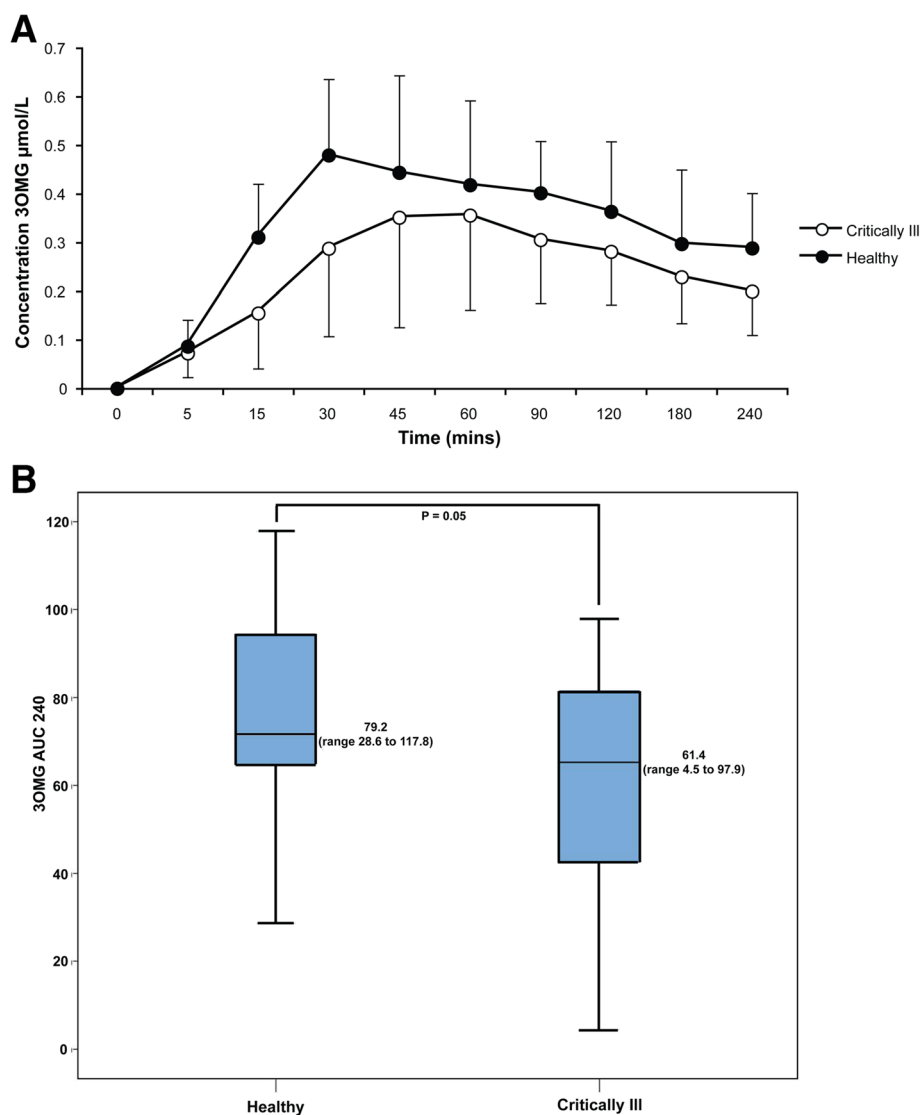 A
Concentration 3OMG µmol/L
0.7
0.6
0.5
0.4
0.3
0.2
0.1
0
0 5 15 30 45 60 90 120 180 240
Time (mins)
Critically Ill
Healthy
B
3OMG AUC 240
120
100
80
60
40
20
0
P = 0.05
79.2
(range 28.6 to 117.8)
61.4
(range 4.5 to 97.9)
Healthy Critically Ill